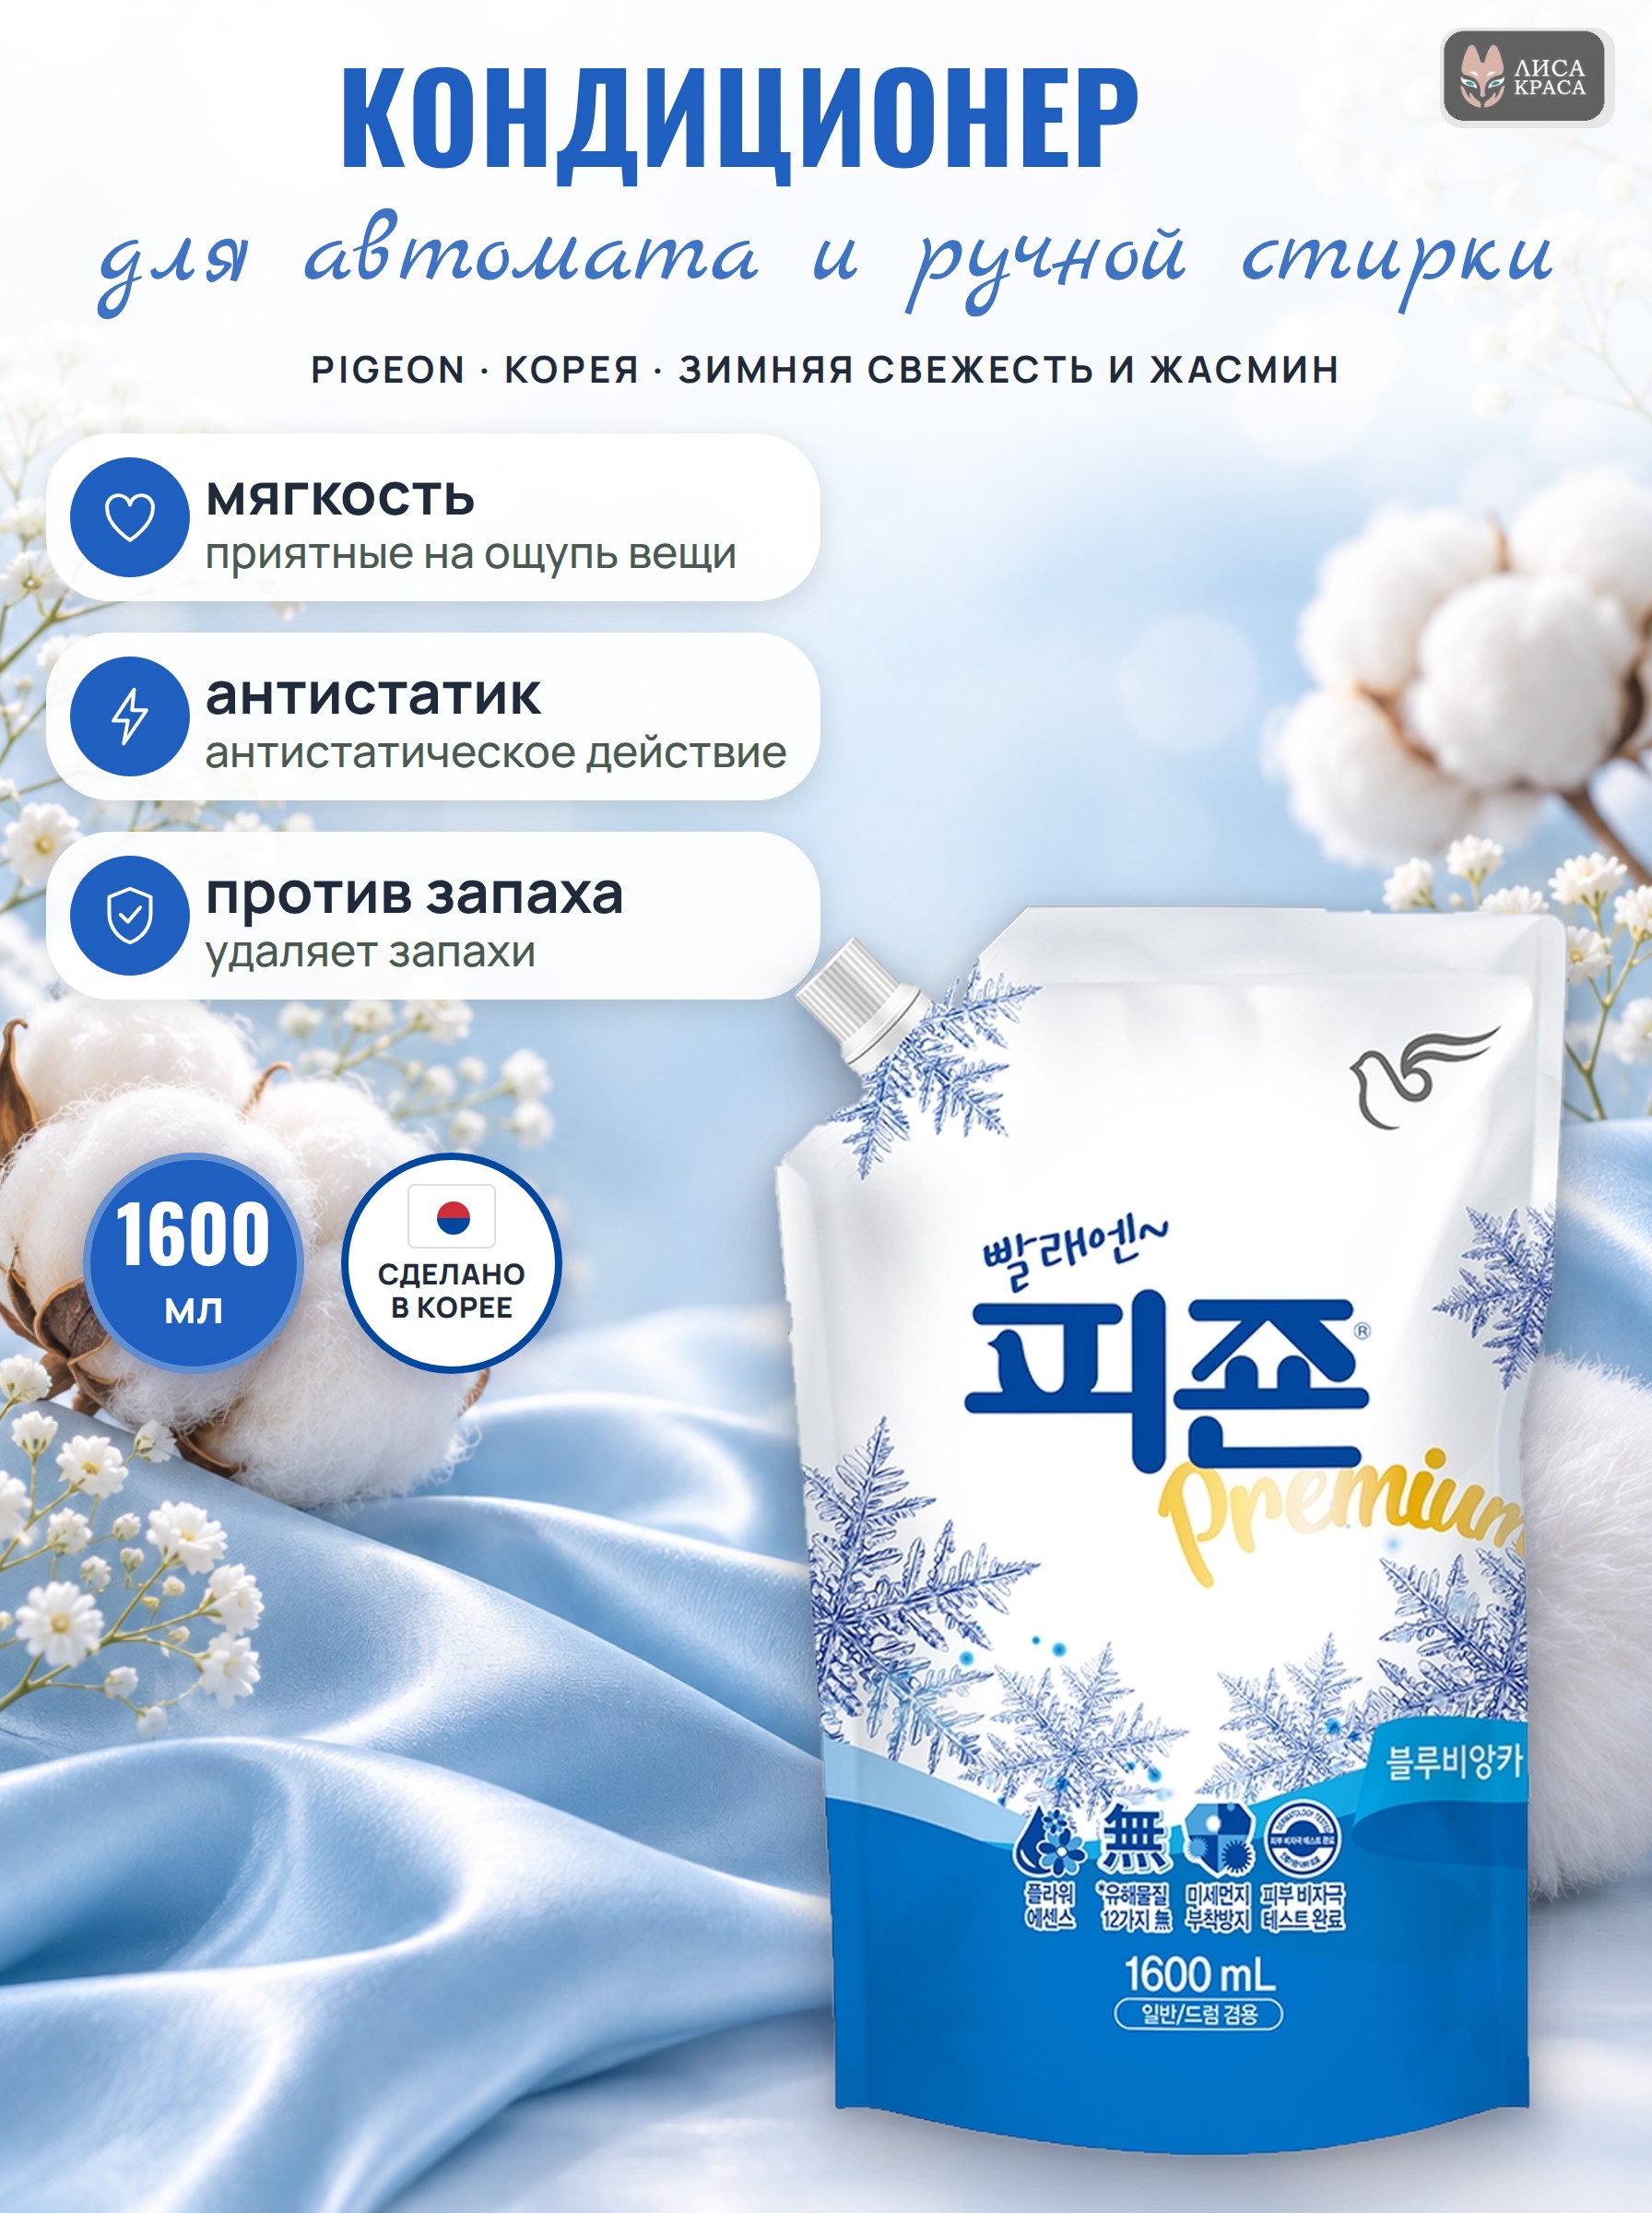 ЛИСА
КРАСА
КОНДИЦИОНЕР
для автомата и ручной стирки
PIGEON · КОРЕЯ · ЗИМНЯЯ СВЕЖЕСТЬ И ЖАСМИН
мягкость
приятные на ощупь вещи
антистатик
антистатическое действие
против запаха
удаляет запахи
1600
мл
СДЕЛАНО
В КОРЕЕ
빨래엔~
피죤®
Premium
블루비앙카
無
플라워
에센스
*유해물질
12가지 無
미세먼지
부착방지
피부 비자극
테스트 완료
1600 mL
일반/드럼 겸용